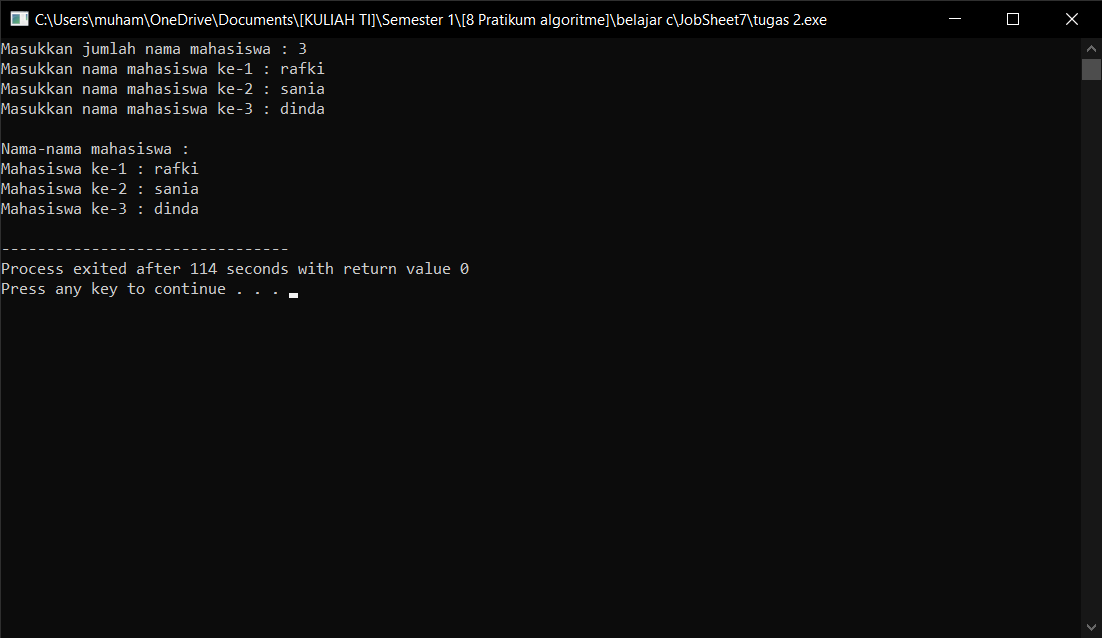 C:\Users\muham\OneDrive\Documents\[KULIAH TI]\Semester 1\[8 Pratikum algoritme]\belajar c\JobSheet7\tugas 2.exe
Masukkan jumlah nama mahasiswa : 3
Masukkan nama mahasiswa ke-1 : rafki
Masukkan nama mahasiswa ke-2 : sania
Masukkan nama mahasiswa ke-3 : dinda
Nama-nama mahasiswa :
Mahasiswa ke-1 : rafki
Mahasiswa ke-2 : sania
Mahasiswa ke-3 : dinda
--------------------------------
Process exited after 114 seconds with return value 0
Press any key to continue . . .